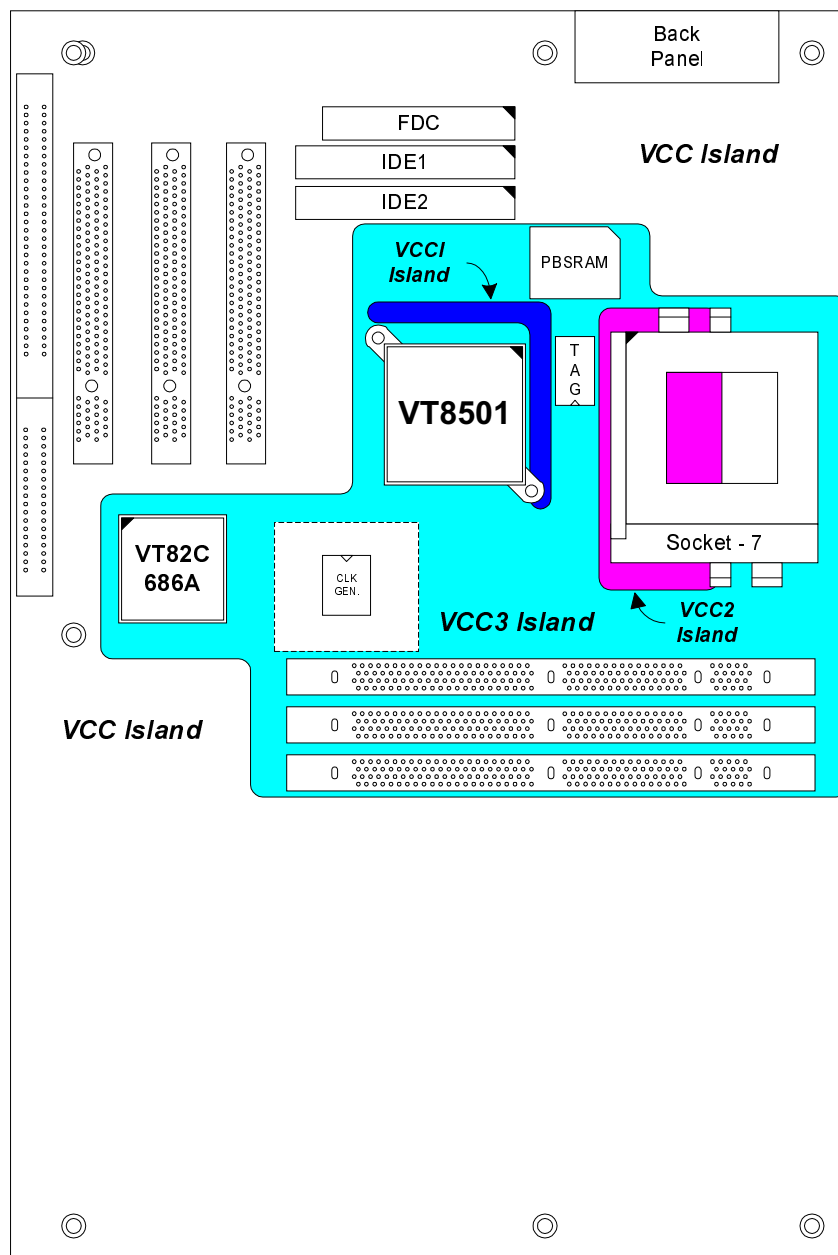 Back
Panel
FDC
IDE1
IDE2
VCC Island
VCCI
Island
PBSRAM
T
A
G
VT8501
Socket - 7
VT82C
686A
CLK
GEN.
VCC3 Island
VCC2
Island
VCC Island